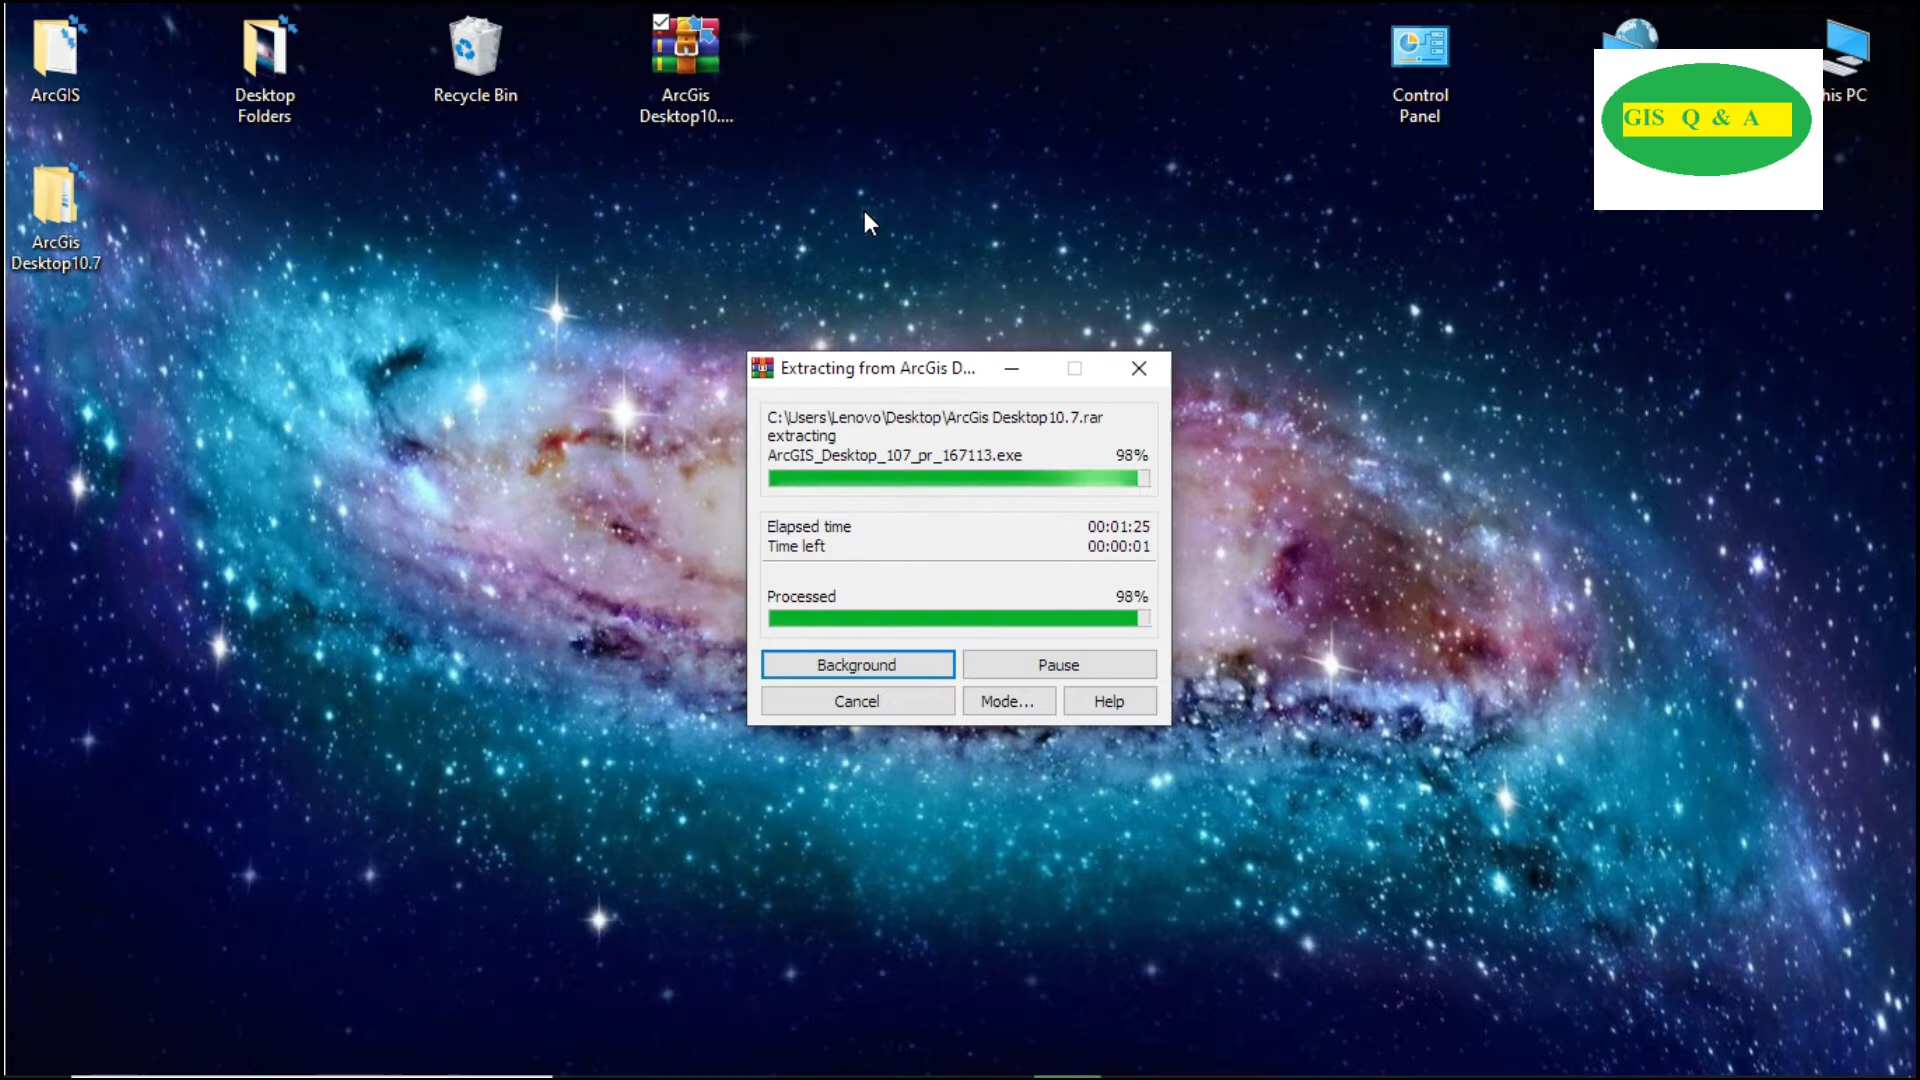 ArcGIS
Desktop
Folders
Recycle Bin
ArcGis
Desktop10....
Control
Panel
his PC
GIS Q & A
ArcGis
Desktop10.7
Extracting from ArcGis D...
C:\Users\Lenovo\Desktop\ArcGis Desktop10.7.rar
extracting
ArcGIS_Desktop_107_pr_167113.exe 98%
Elapsed time 00:01:25
Time left 00:00:01
Processed 98%
Background Pause
Cancel Mode... Help